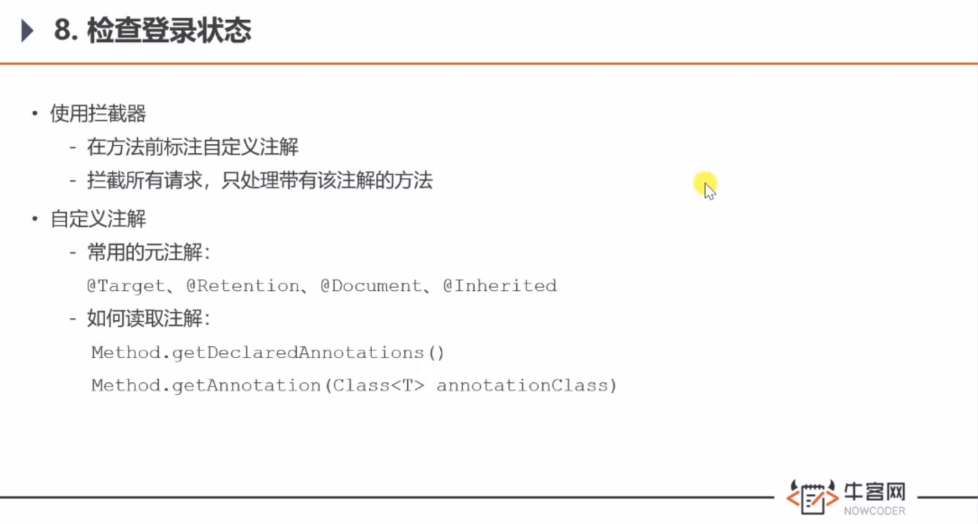 8. 检查登录状态
• 使用拦截器
- 在方法前标注自定义注解
- 拦截所有请求，只处理带有该注解的方法
• 自定义注解
- 常用的元注解：
@Target、@Retention、@Document、@Inherited
- 如何读取注解：
Method.getDeclaredAnnotations()
Method.getAnnotation(Class<T> annotationClass)
牛客网
NOWCODER